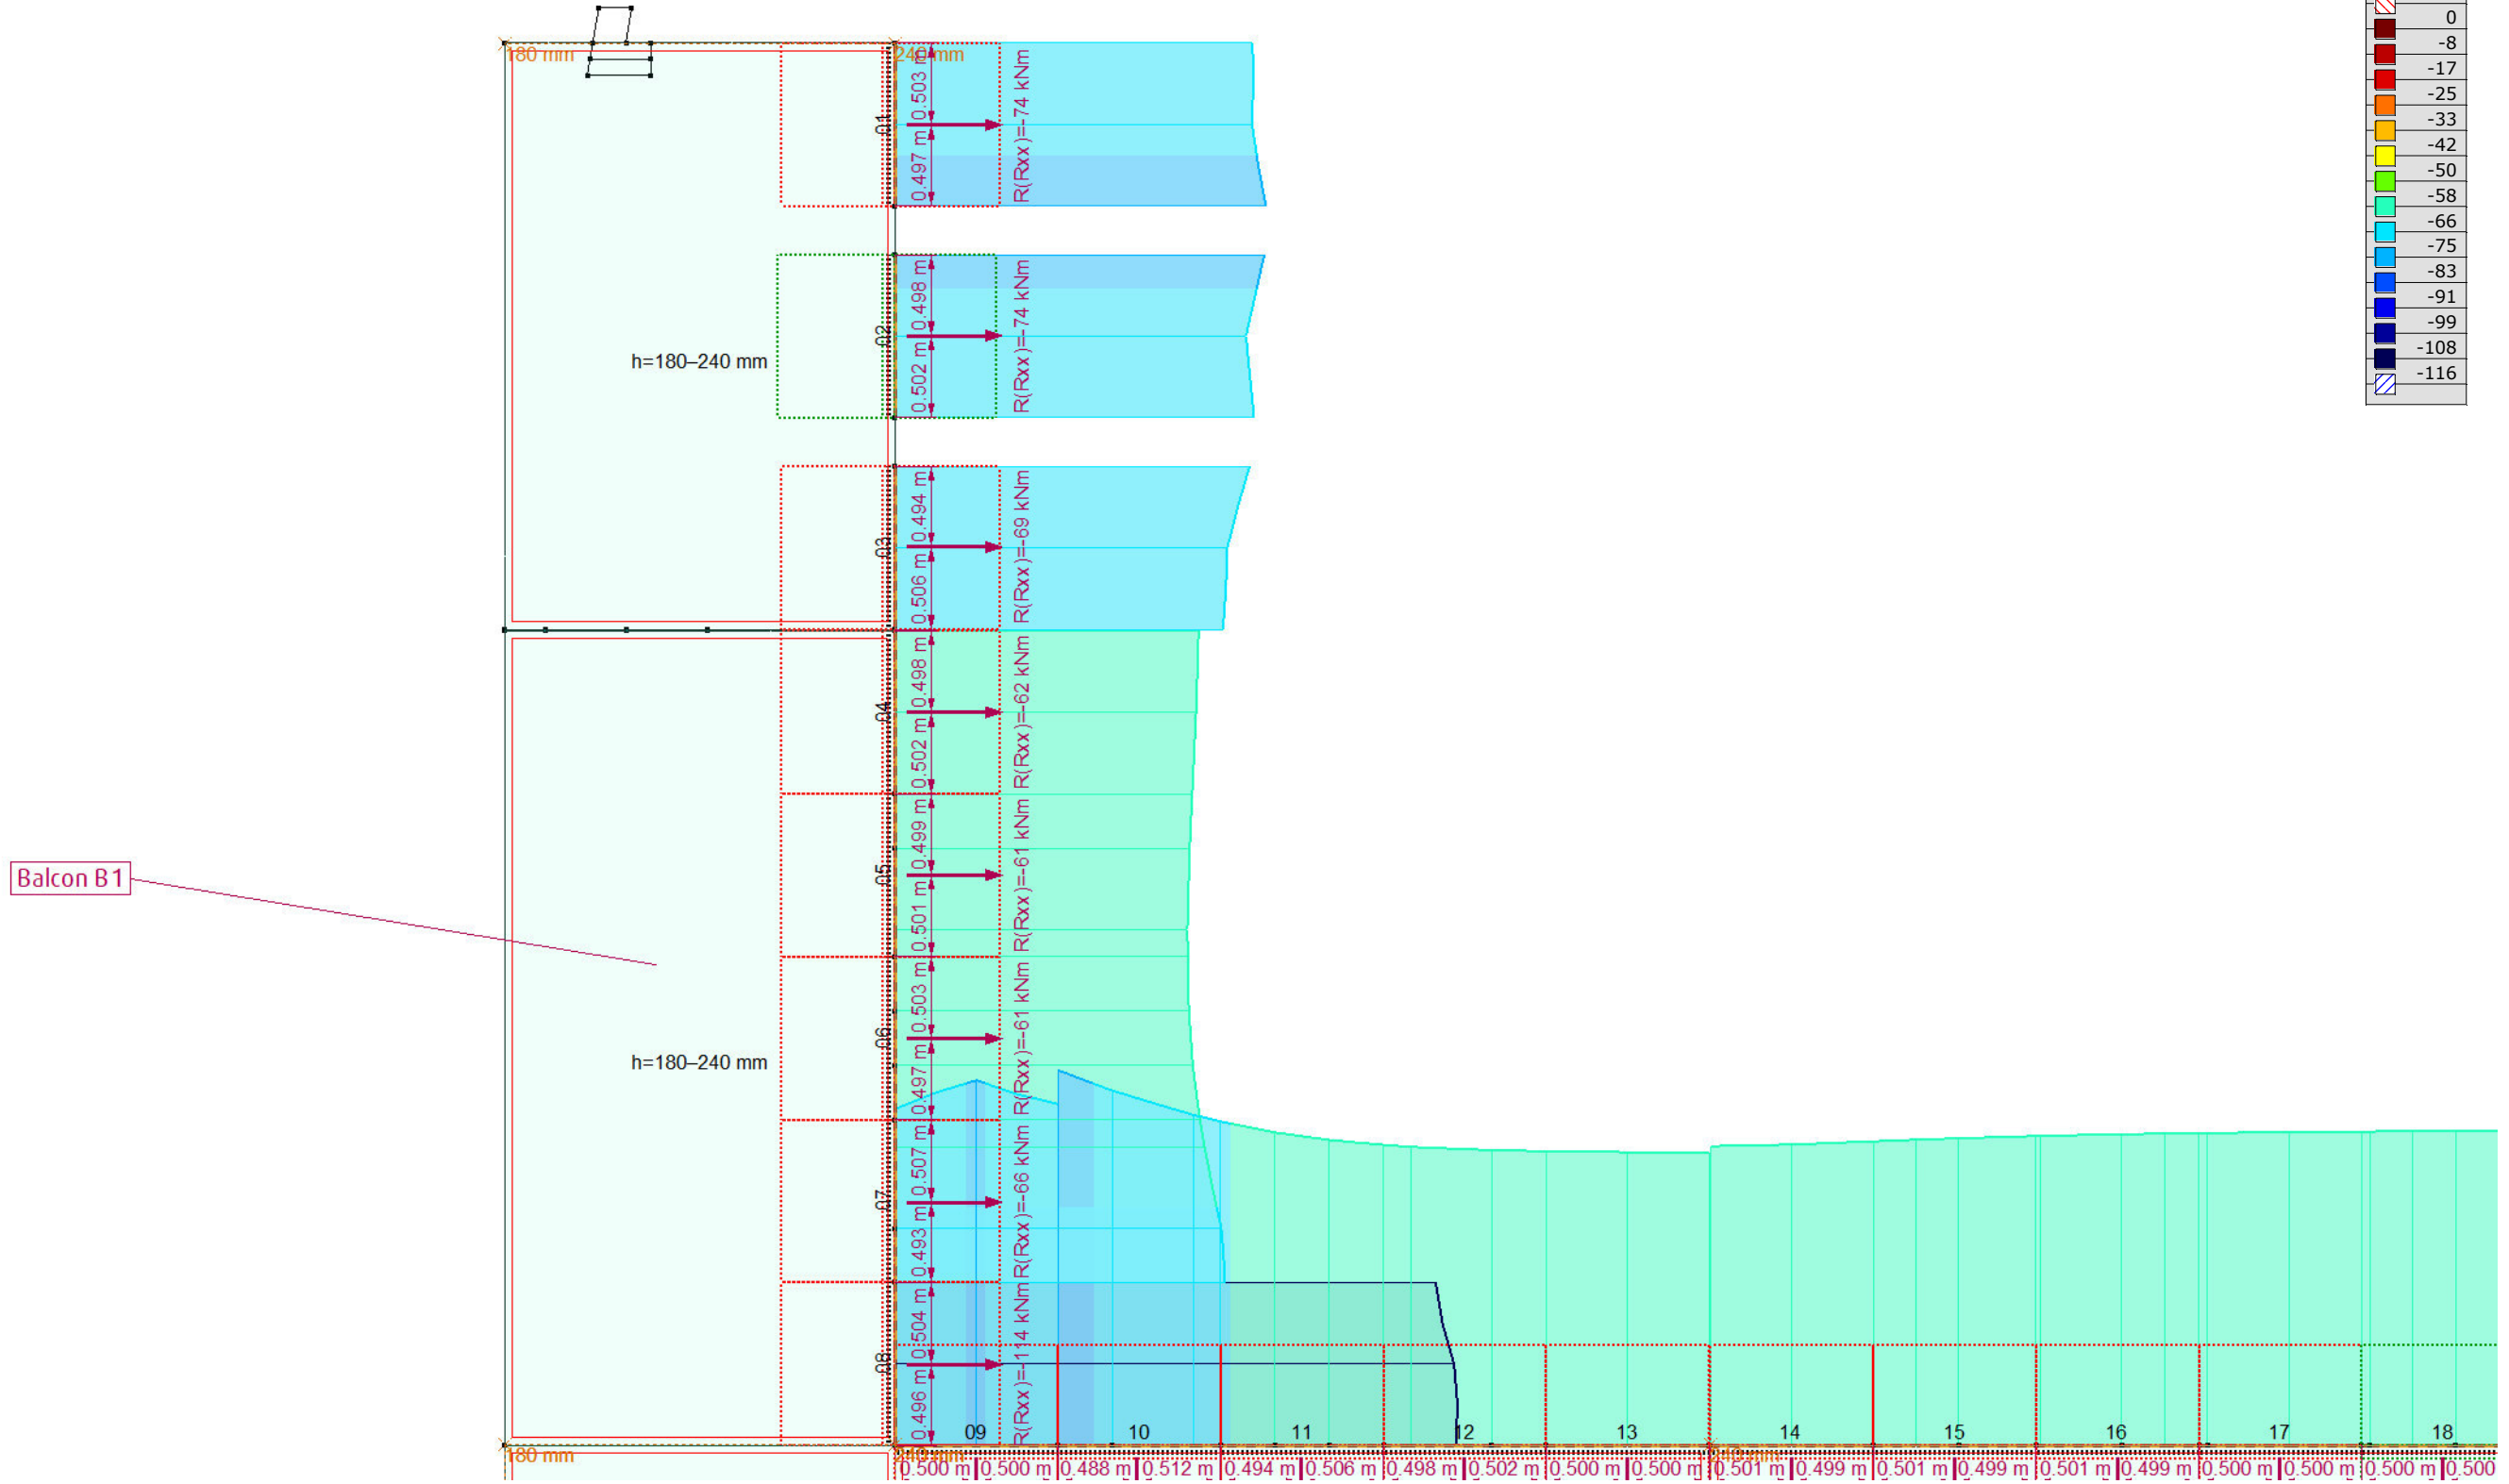 0
-8
-17
-25
-33
-42
-50
-58
-66
-75
-83
-91
-99
-108
-116
180 mm
240 mm
01
0.503 m
0.497 m
R(Rxx)=-74 kNm
02
0.498 m
0.502 m
R(Rxx)=-74 kNm
h=180–240 mm
03
0.494 m
0.506 m
R(Rxx)=-69 kNm
04
0.498 m
0.502 m
R(Rxx)=-62 kNm
Balcon B1
05
0.499 m
0.501 m
R(Rxx)=-61 kNm
06
0.503 m
0.497 m
R(Rxx)=-61 kNm
h=180–240 mm
07
0.507 m
0.493 m
R(Rxx)=-66 kNm
08
0.504 m
0.496 m
R(Rxx)=-114 kNm
09 10 11 12 13 14 15 16 17 18
180 mm
240 mm
240 mm
0.500 m 0.500 m 0.488 m 0.512 m 0.494 m 0.506 m 0.498 m 0.502 m 0.500 m 0.500 m 0.501 m 0.499 m 0.501 m 0.499 m 0.501 m 0.499 m 0.500 m 0.500 m 0.500 m 0.500